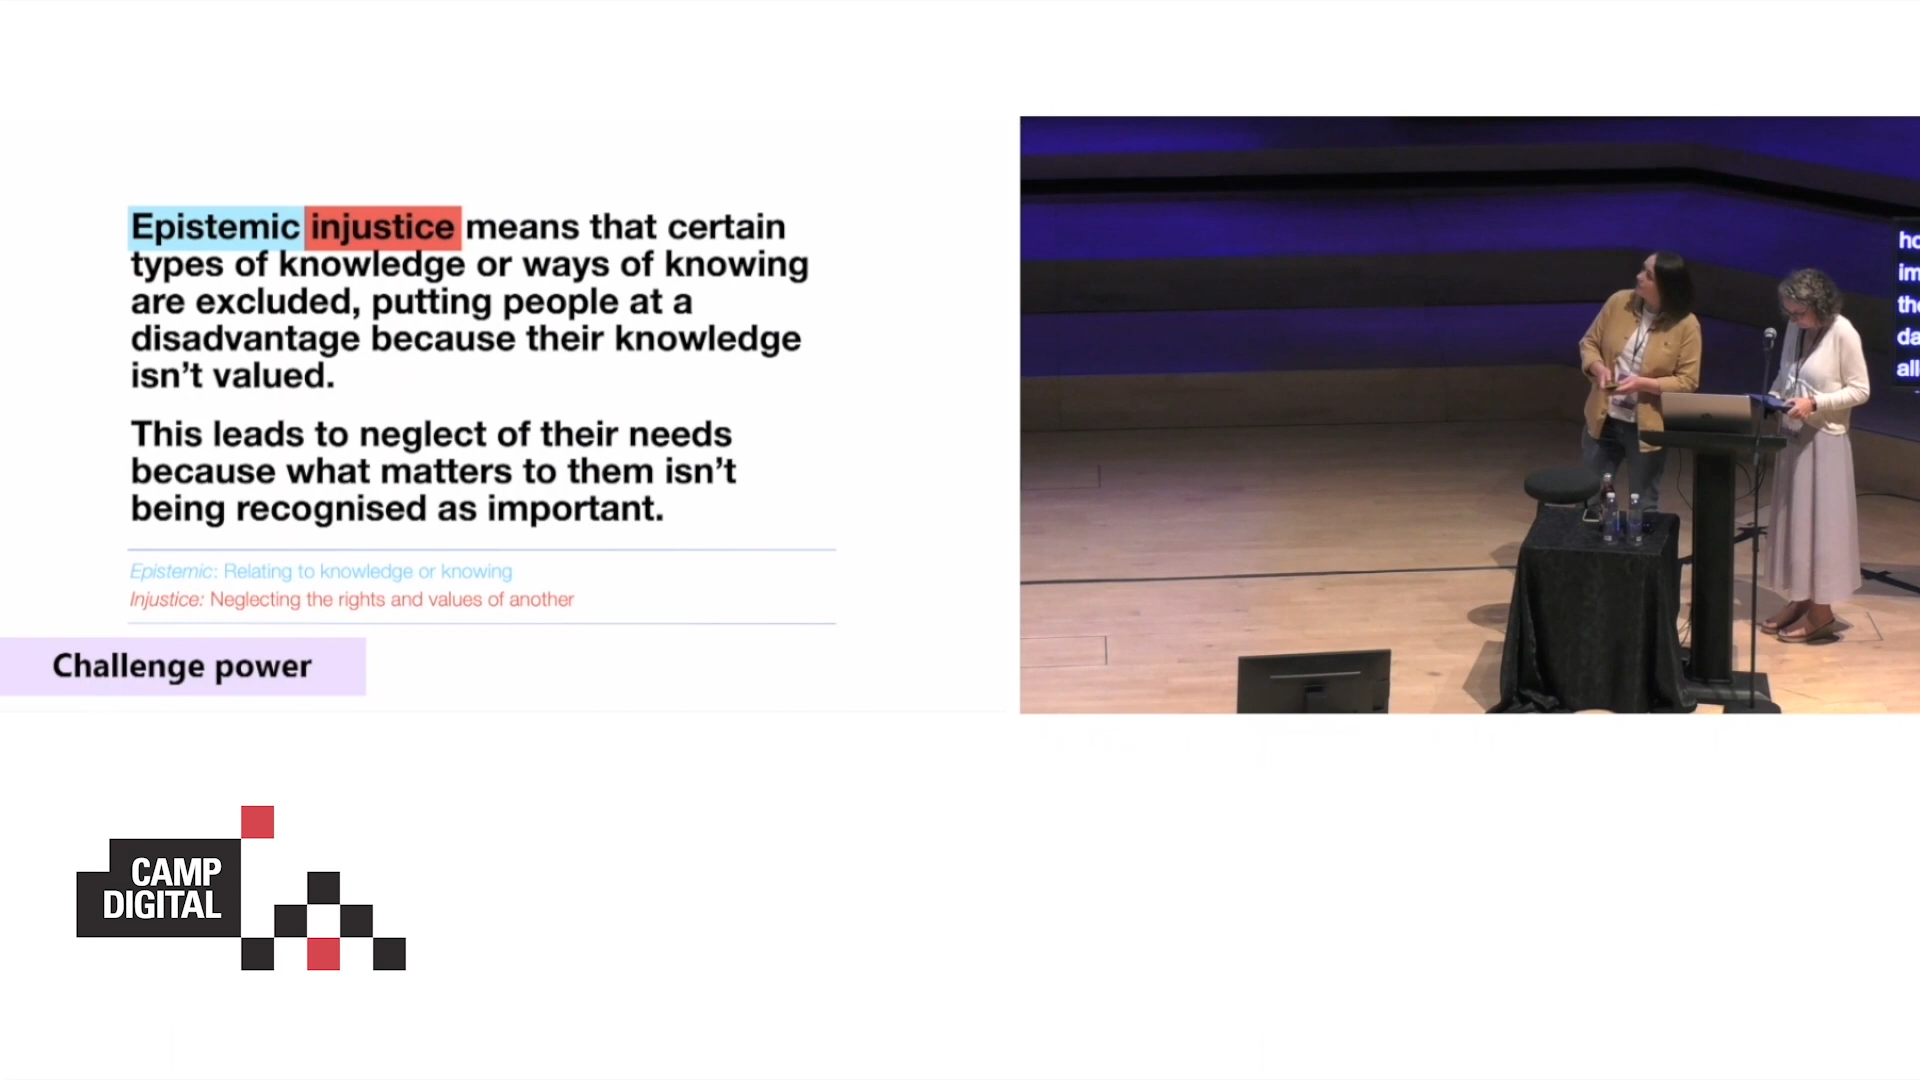 Epistemic injustice means that certain
types of knowledge or ways of knowing
are excluded, putting people at a
disadvantage because their knowledge
isn’t valued.
This leads to neglect of their needs
because what matters to them isn’t
being recognised as important.
Epistemic: Relating to knowledge or knowing
Injustice: Neglecting the rights and values of another
Challenge power
CAMP
DIGITAL